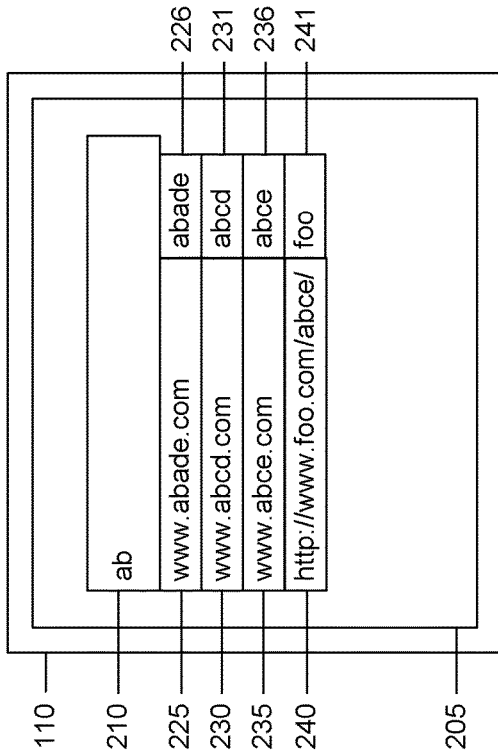 110
210 ab
225 www.abade.com abade 226
230 www.abcd.com abcd 231
235 www.abce.com abce 236
240 http://www.foo.com/abce/ foo 241
205